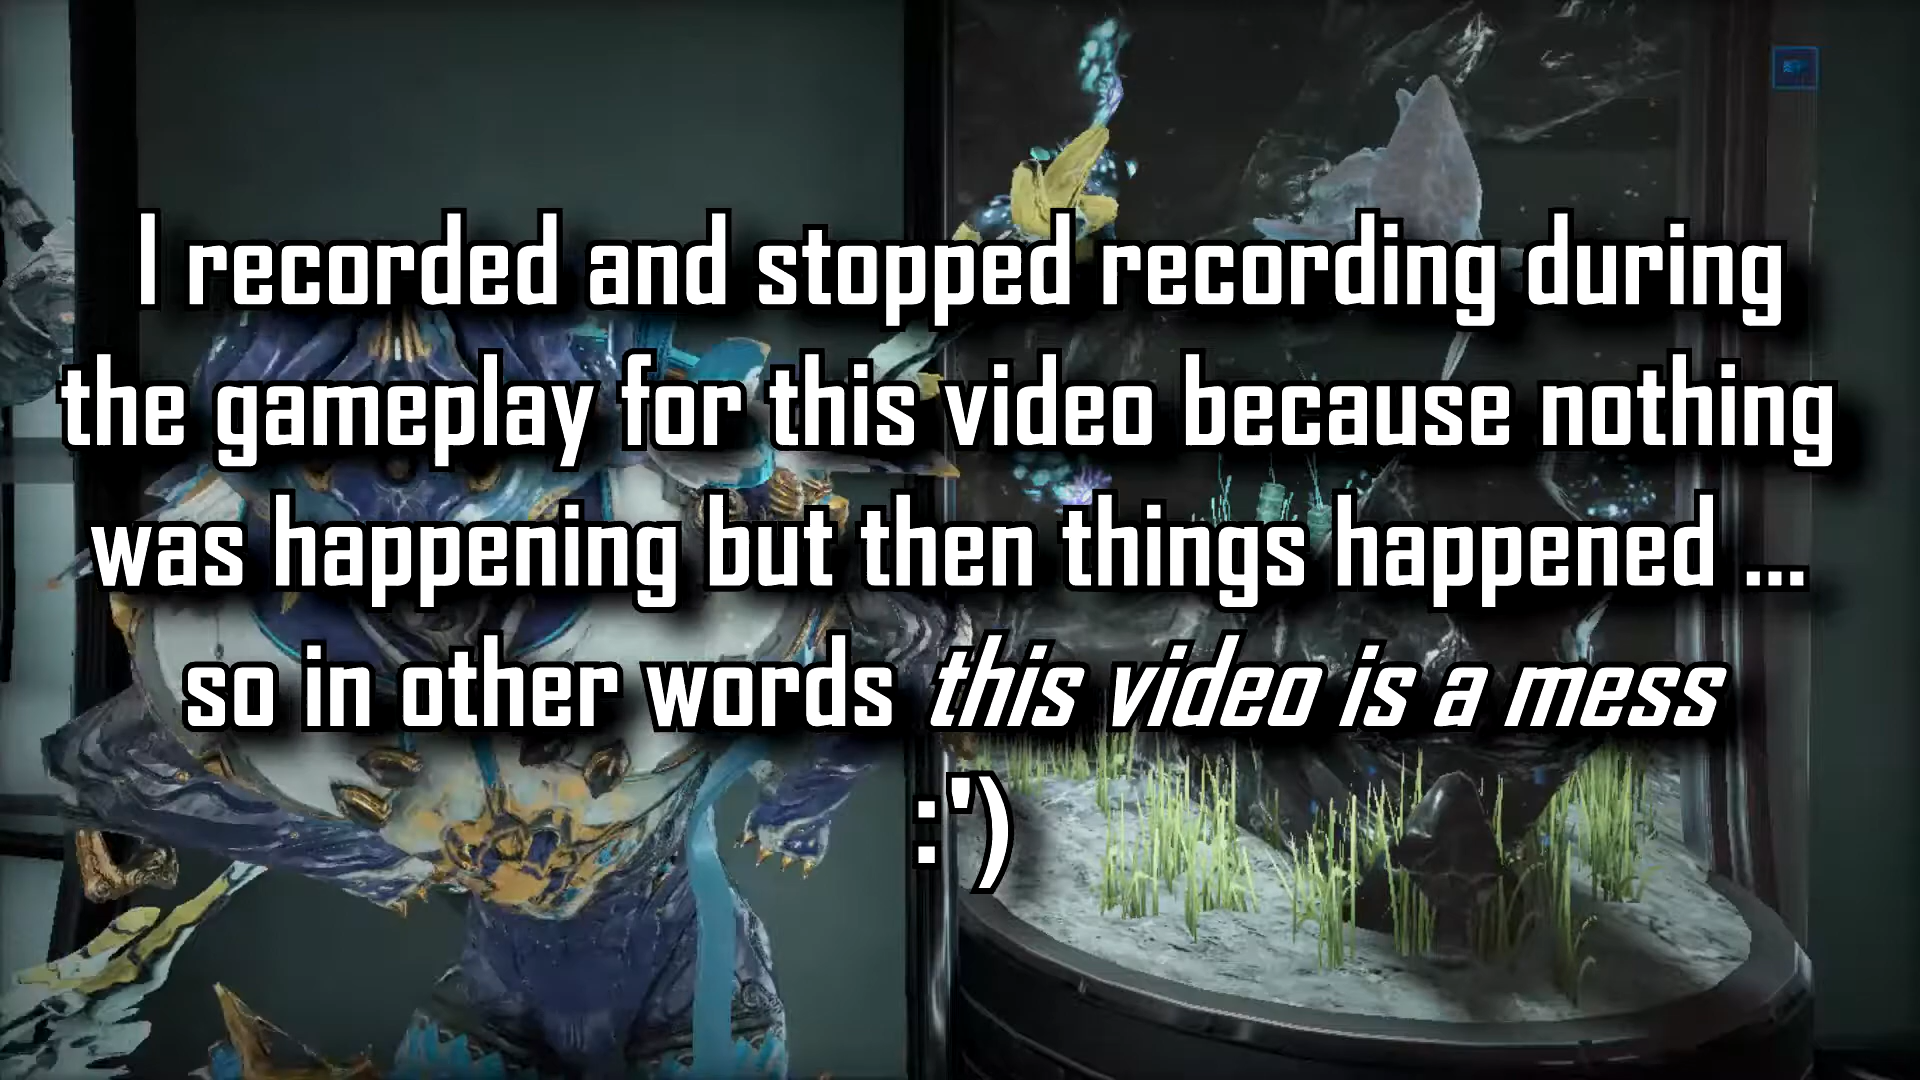 I recorded and stopped recording during
the gameplay for this video because nothing
was happening but then things happened ...
so in other words this video is a mess
:')